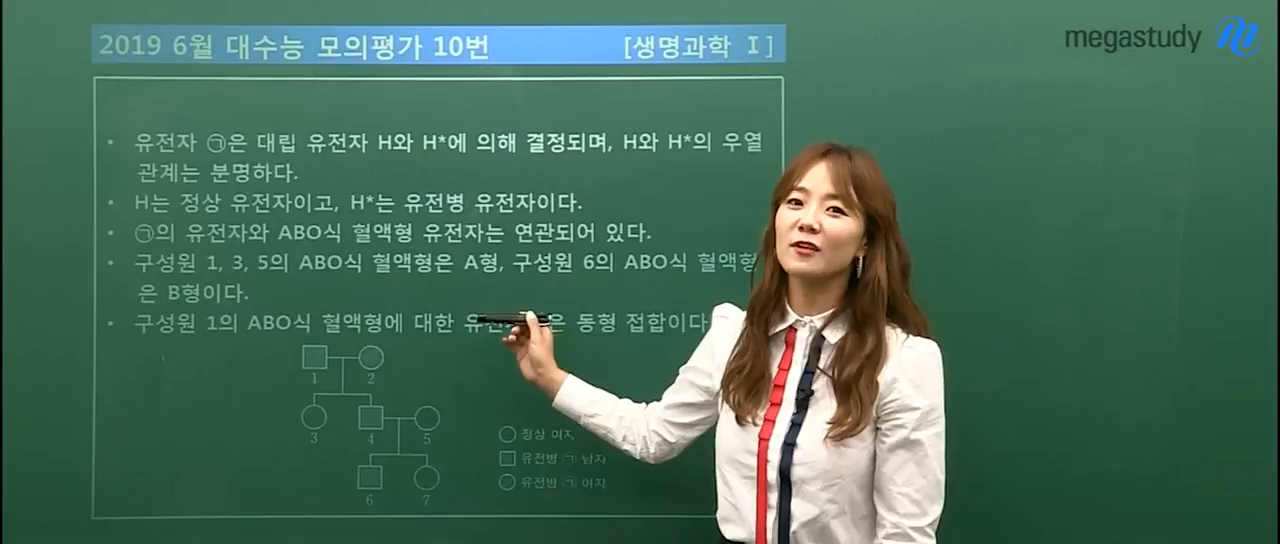 2019 6월 대수능 모의평가 10번 [생명과학 I]
megastudy
• 유전자 ㉠은 대립 유전자 H와 H*에 의해 결정되며, H와 H*의 우열
관계는 분명하다.
• H는 정상 유전자이고, H*는 유전병 유전자이다.
• ㉠의 유전자와 ABO식 혈액형 유전자는 연관되어 있다.
• 구성원 1, 3, 5의 ABO식 혈액형은 A형, 구성원 6의 ABO식 혈액형
은 B형이다.
• 구성원 1의 ABO식 혈액형에 대한 은 동형 접합이다
1 2
3 4 5
6 7
정상 여자
유전병 ㉠ 남자
유전병 ㉠ 여자